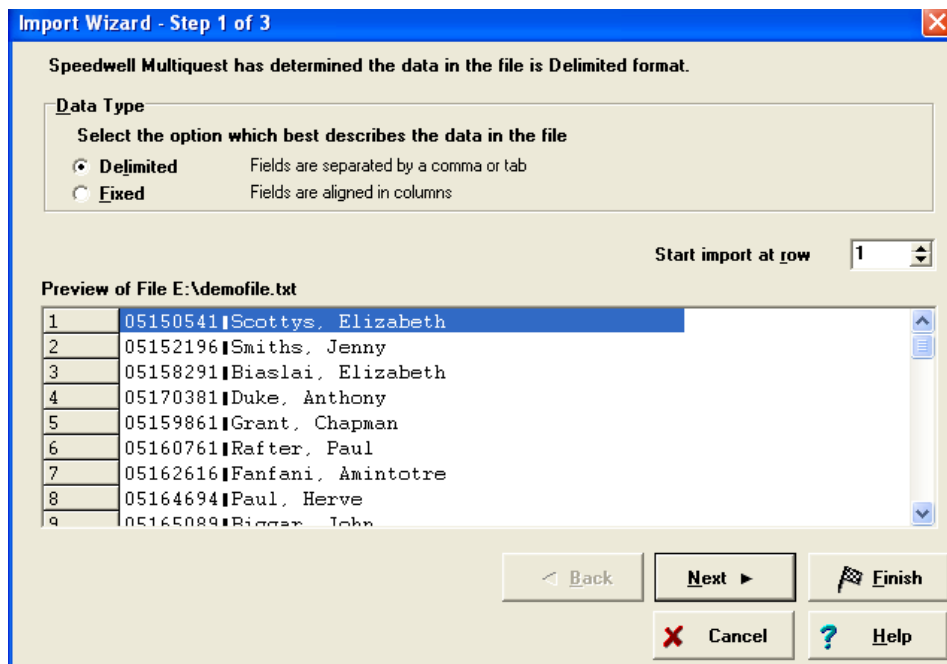 Import Wizard - Step 1 of 3
Speedwell Multiquest has determined the data in the file is Delimited format.
Data Type
Select the option which best describes the data in the file
Delimited Fields are separated by a comma or tab
Fixed Fields are aligned in columns
Start import at row 1
Preview of File E:\demofile.txt
1 05150541▮Scottys, Elizabeth
2 05152196▮Smiths, Jenny
3 05158291▮Biaslai, Elizabeth
4 05170381▮Duke, Anthony
5 05159861▮Grant, Chapman
6 05160761▮Rafter, Paul
7 05162616▮Fanfani, Amintotre
8 05164694▮Paul, Herve
9 05165089▮Biggar, John
< Back Next ► Finish
Cancel ? Help